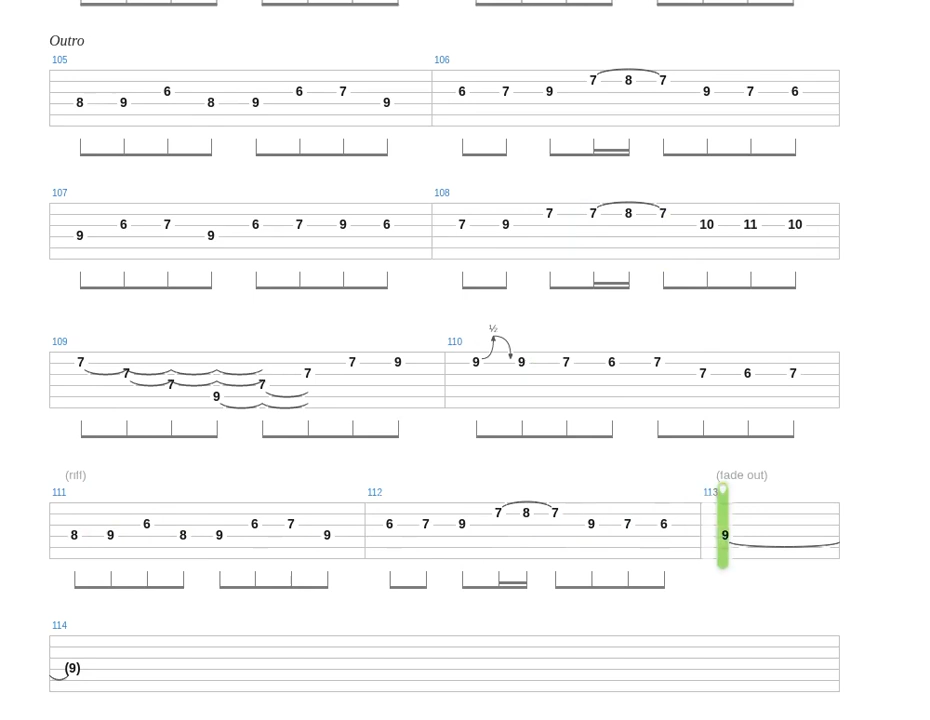 Outro
105 106
8 9 6 8 9 6 7 9 6 7 9 7 8 7 9 7 6
107 108
9 6 7 9 6 7 9 6 7 9 7 7 8 7 10 11 10
½
109 110
7 7 7 9 7 7 7 9 9 9 7 6 7 7 6 7
(riff) (fade out)
111 112 113
8 9 6 8 9 6 7 9 6 7 9 7 8 7 9 7 6 9
114
(9)